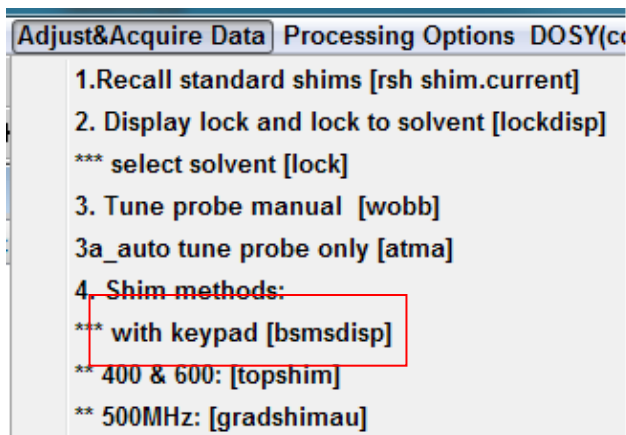 Adjust&Acquire Data Processing Options DOSY(co
1.Recall standard shims [rsh shim.current]
2. Display lock and lock to solvent [lockdisp]
*** select solvent [lock]
3. Tune probe manual [wobb]
3a_auto tune probe only [atma]
4. Shim methods:
*** with keypad [bsmsdisp]
** 400 & 600: [topshim]
** 500MHz: [gradshimau]